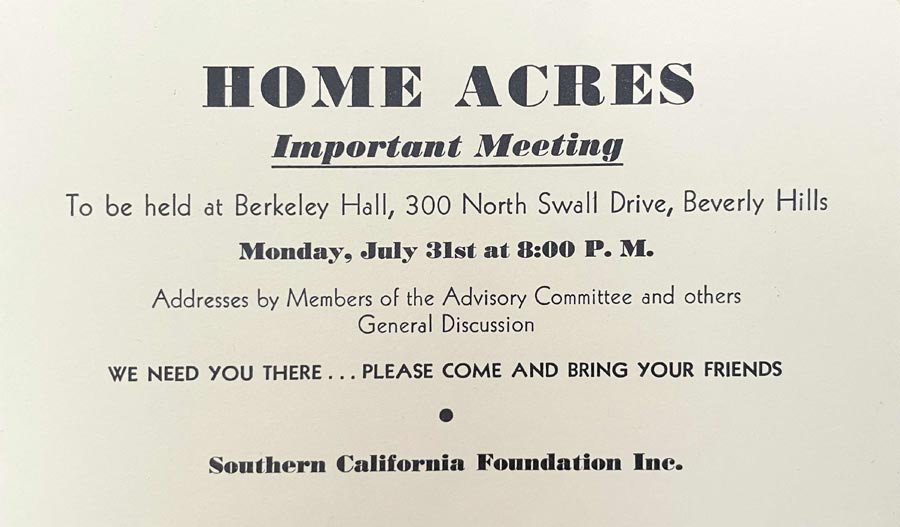 HOME ACRES
Important Meeting
To be held at Berkeley Hall, 300 North Swall Drive, Beverly Hills
Monday, July 31st at 8:00 P. M.
Addresses by Members of the Advisory Committee and others
General Discussion
WE NEED YOU THERE . . . PLEASE COME AND BRING YOUR FRIENDS
●
Southern California Foundation Inc.